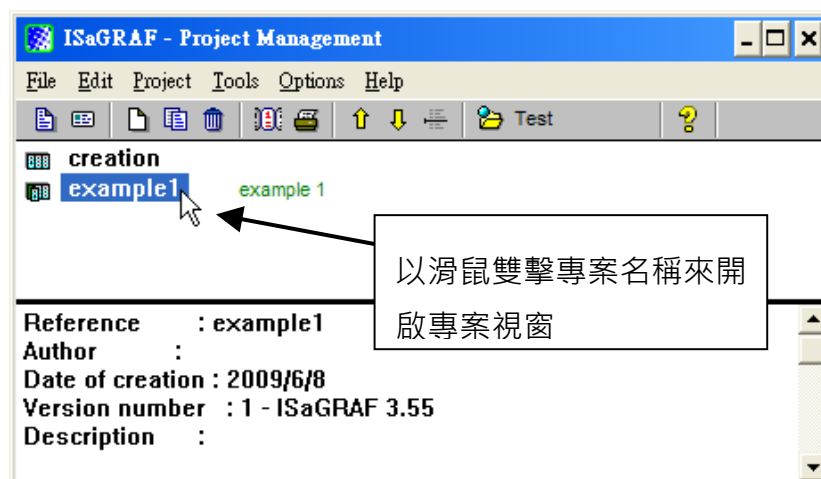 ISaGRAF - Project Management
File Edit Project Tools Options Help
Test
creation
example1 example 1
以滑鼠雙擊專案名稱來開
啟專案視窗
Reference : example1
Author :
Date of creation : 2009/6/8
Version number : 1 - ISaGRAF 3.55
Description :